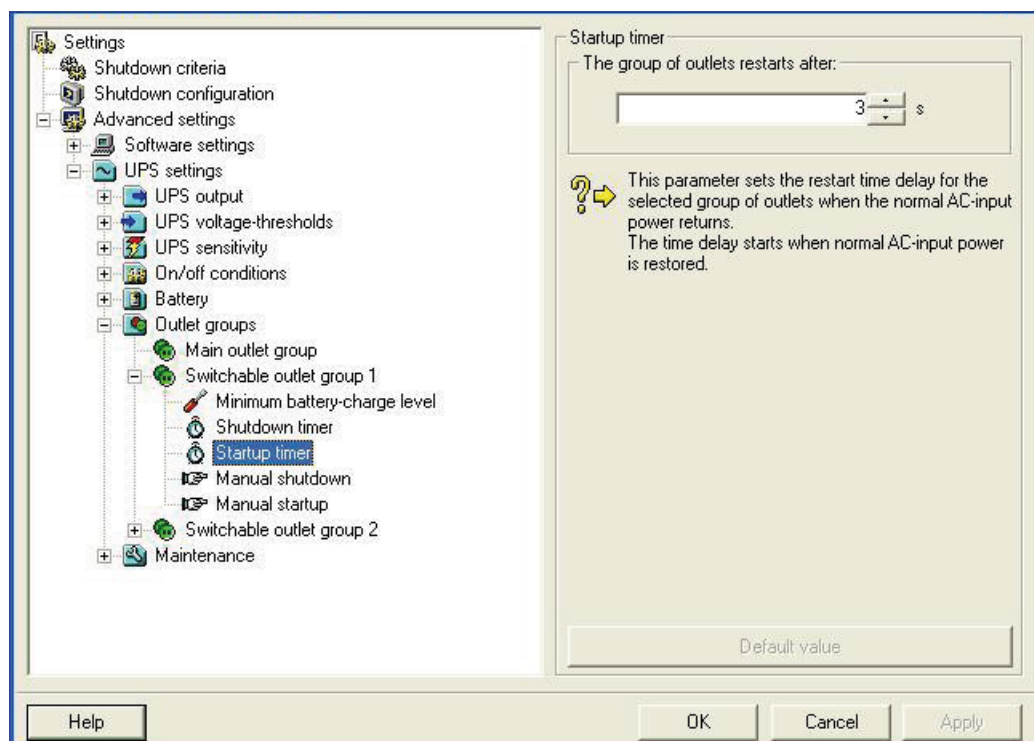 Settings
Shutdown criteria
Shutdown configuration
Advanced settings
Software settings
UPS settings
UPS output
UPS voltage-thresholds
UPS sensitivity
On/off conditions
Battery
Outlet groups
Main outlet group
Switchable outlet group 1
Minimum battery-charge level
Shutdown timer
Startup timer
Manual shutdown
Manual startup
Switchable outlet group 2
Maintenance
Startup timer
The group of outlets restarts after:
3 s
This parameter sets the restart time delay for the
selected group of outlets when the normal AC-input
power returns.
The time delay starts when normal AC-input power
is restored.
Default value
Help
OK
Cancel
Apply